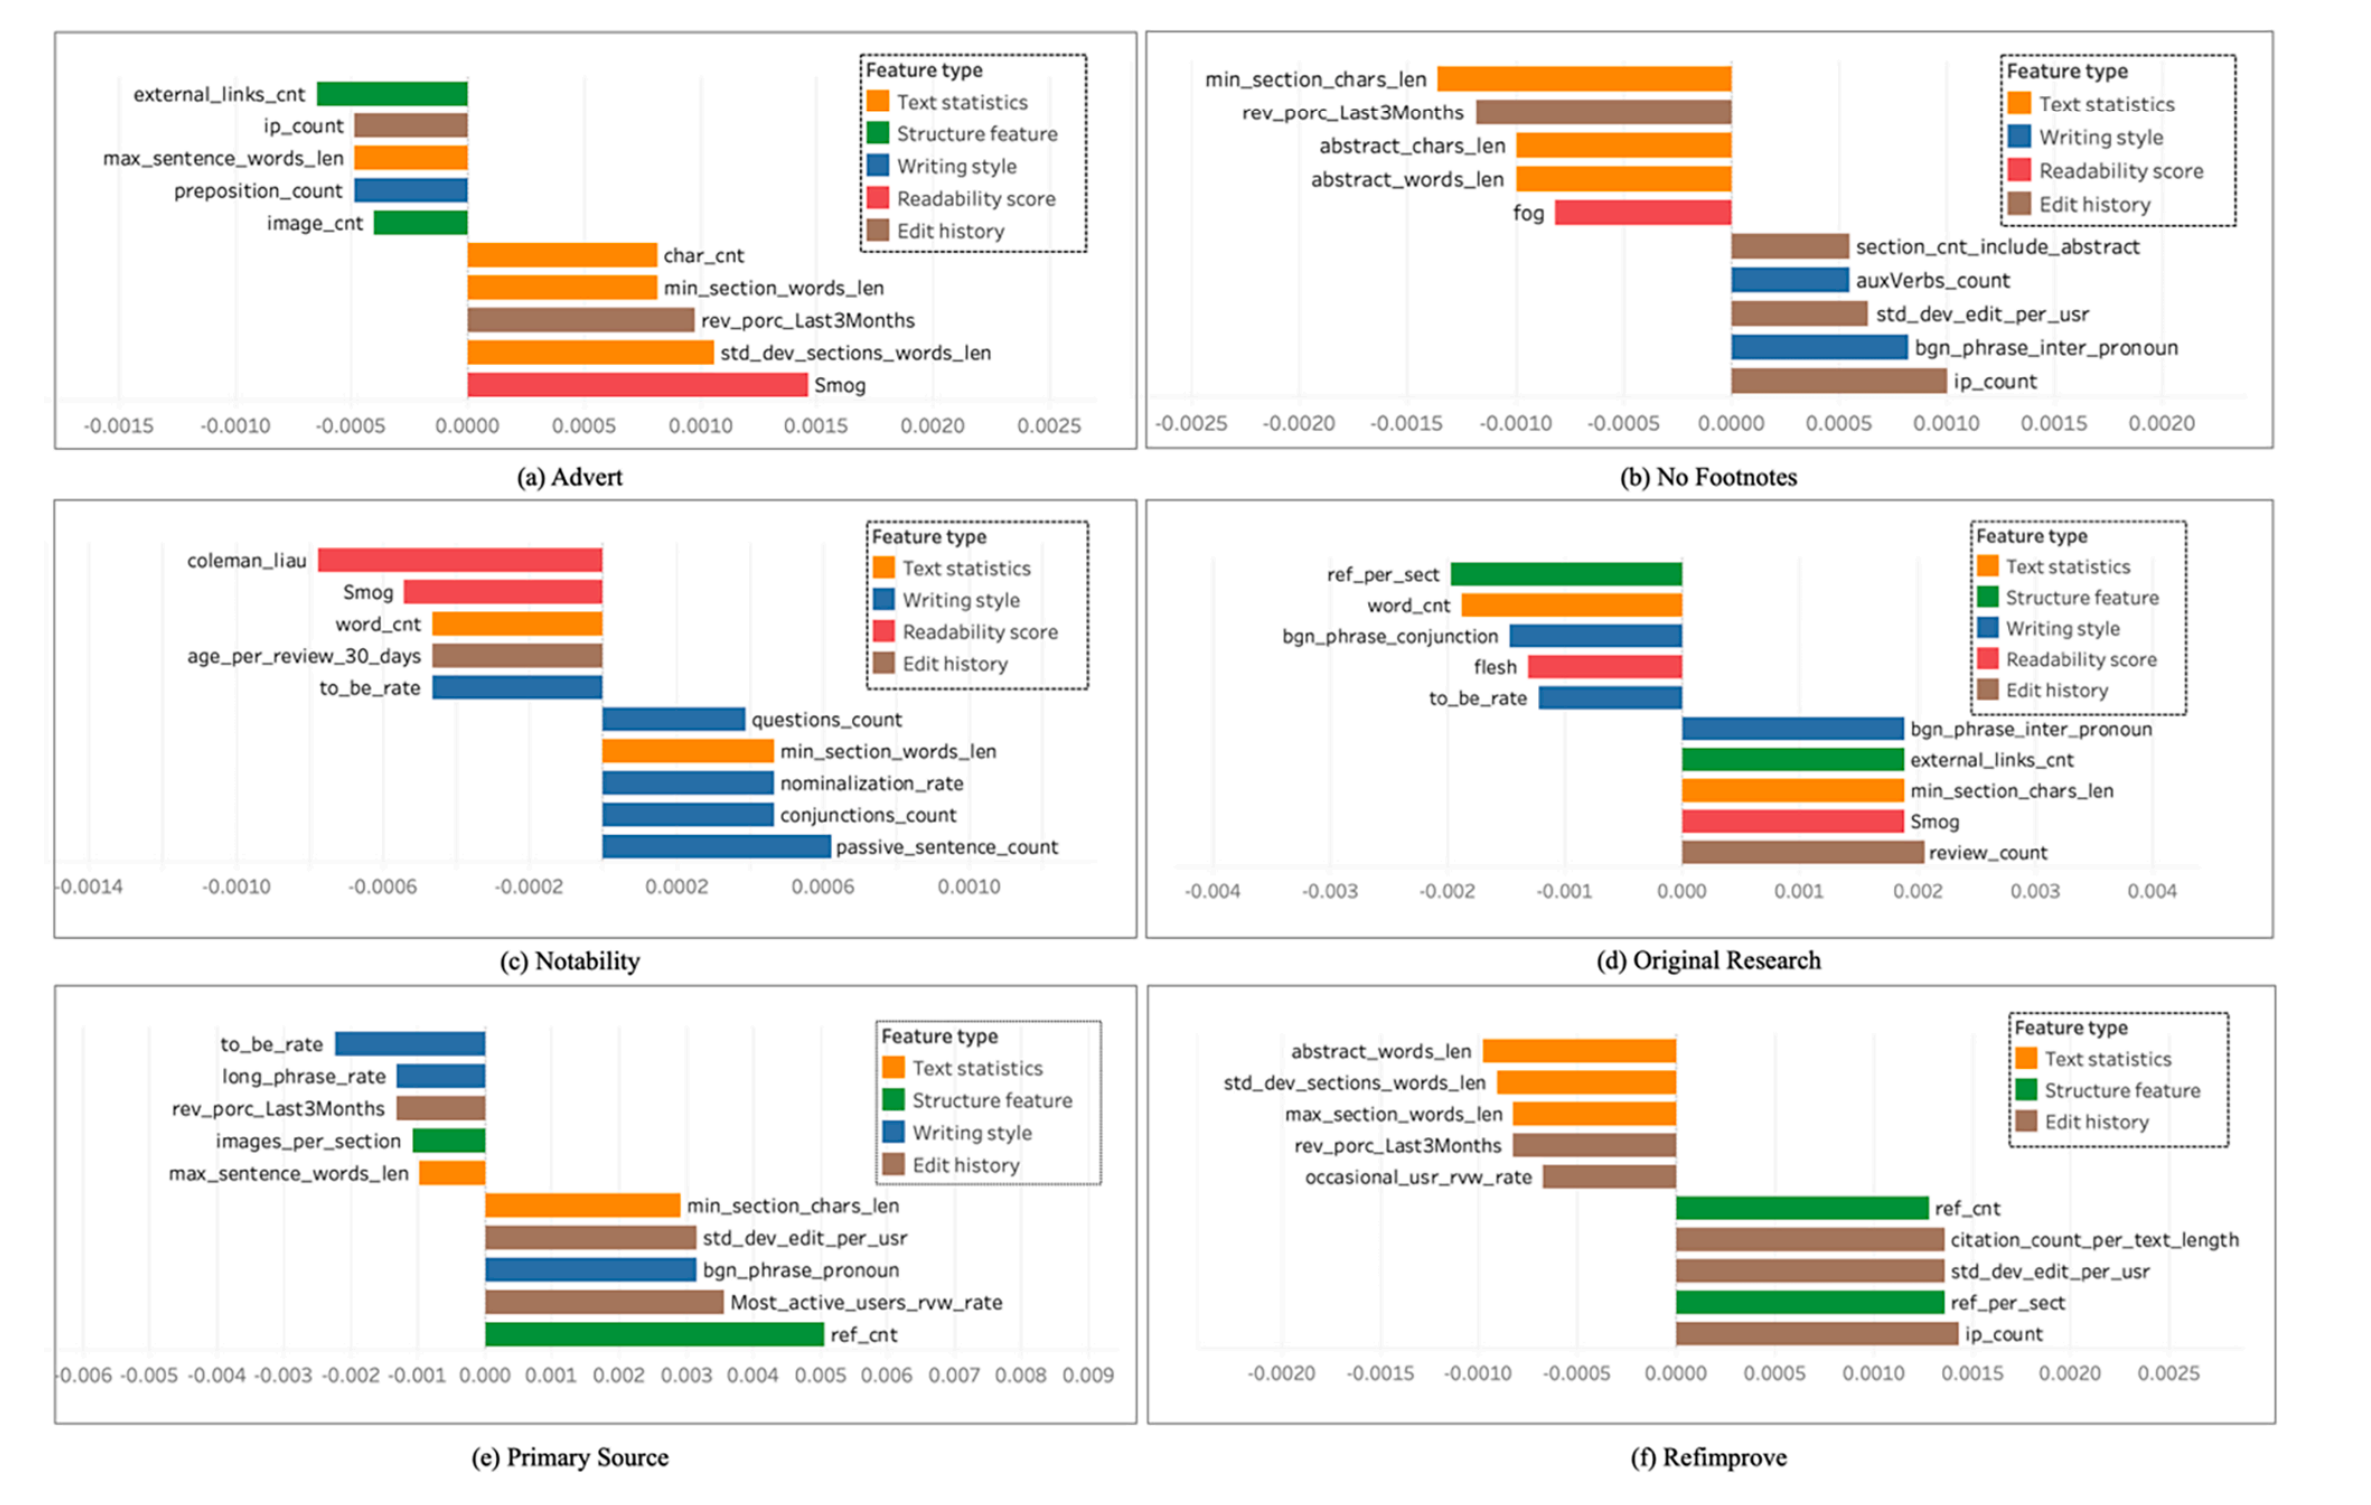 Feature type
Text statistics
Structure feature
Writing style
Readability score
Edit history
external_links_cnt
ip_count
max_sentence_words_len
preposition_count
image_cnt
char_cnt
min_section_words_len
rev_porc_Last3Months
std_dev_sections_words_len
Smog
-0.0015 -0.0010 -0.0005 0.0000 0.0005 0.0010 0.0015 0.0020 0.0025
(a) Advert
Feature type
Text statistics
Writing style
Readability score
Edit history
min_section_chars_len
rev_porc_Last3Months
abstract_chars_len
abstract_words_len
fog
section_cnt_include_abstract
auxVerbs_count
std_dev_edit_per_usr
bgn_phrase_inter_pronoun
ip_count
-0.0025 -0.0020 -0.0015 -0.0010 -0.0005 0.0000 0.0005 0.0010 0.0015 0.0020
(b) No Footnotes
Feature type
Text statistics
Writing style
Readability score
Edit history
coleman_liau
Smog
word_cnt
age_per_review_30_days
to_be_rate
questions_count
min_section_words_len
nominalization_rate
conjunctions_count
passive_sentence_count
-0.0014 -0.0010 -0.0006 -0.0002 0.0002 0.0006 0.0010
(c) Notability
Feature type
Text statistics
Structure feature
Writing style
Readability score
Edit history
ref_per_sect
word_cnt
bgn_phrase_conjunction
flesh
to_be_rate
bgn_phrase_inter_pronoun
external_links_cnt
min_section_chars_len
Smog
review_count
-0.004 -0.003 -0.002 -0.001 0.000 0.001 0.002 0.003 0.004
(d) Original Research
Feature type
Text statistics
Structure feature
Writing style
Edit history
to_be_rate
long_phrase_rate
rev_porc_Last3Months
images_per_section
max_sentence_words_len
min_section_chars_len
std_dev_edit_per_usr
bgn_phrase_pronoun
Most_active_users_rvw_rate
ref_cnt
-0.006 -0.005 -0.004 -0.003 -0.002 -0.001 0.000 0.001 0.002 0.003 0.004 0.005 0.006 0.007 0.008 0.009
(e) Primary Source
Feature type
Text statistics
Structure feature
Edit history
abstract_words_len
std_dev_sections_words_len
max_section_words_len
rev_porc_Last3Months
occasional_usr_rvw_rate
ref_cnt
citation_count_per_text_length
std_dev_edit_per_usr
ref_per_sect
ip_count
-0.0020 -0.0015 -0.0010 -0.0005 0.0000 0.0005 0.0010 0.0015 0.0020 0.0025
(f) Refimprove